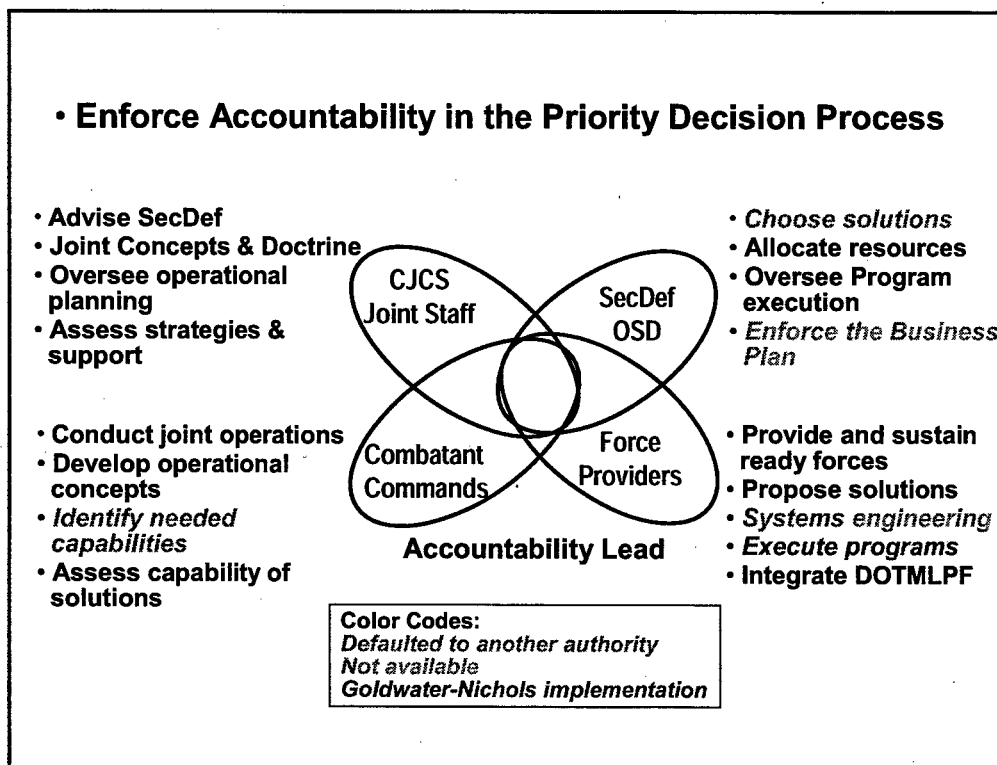 • Enforce Accountability in the Priority Decision Process
• Advise SecDef
• Joint Concepts & Doctrine
• Oversee operational
planning
• Assess strategies &
support
CJCS
Joint Staff
SecDef
OSD
• Choose solutions
• Allocate resources
• Oversee Program
execution
• Enforce the Business
Plan
• Conduct joint operations
• Develop operational
concepts
• Identify needed
capabilities
• Assess capability of
solutions
Combatant
Commands
Force
Providers
• Provide and sustain
ready forces
• Propose solutions
• Systems engineering
• Execute programs
• Integrate DOTMLPF
Accountability Lead
Color Codes:
Defaulted to another authority
Not available
Goldwater-Nichols implementation